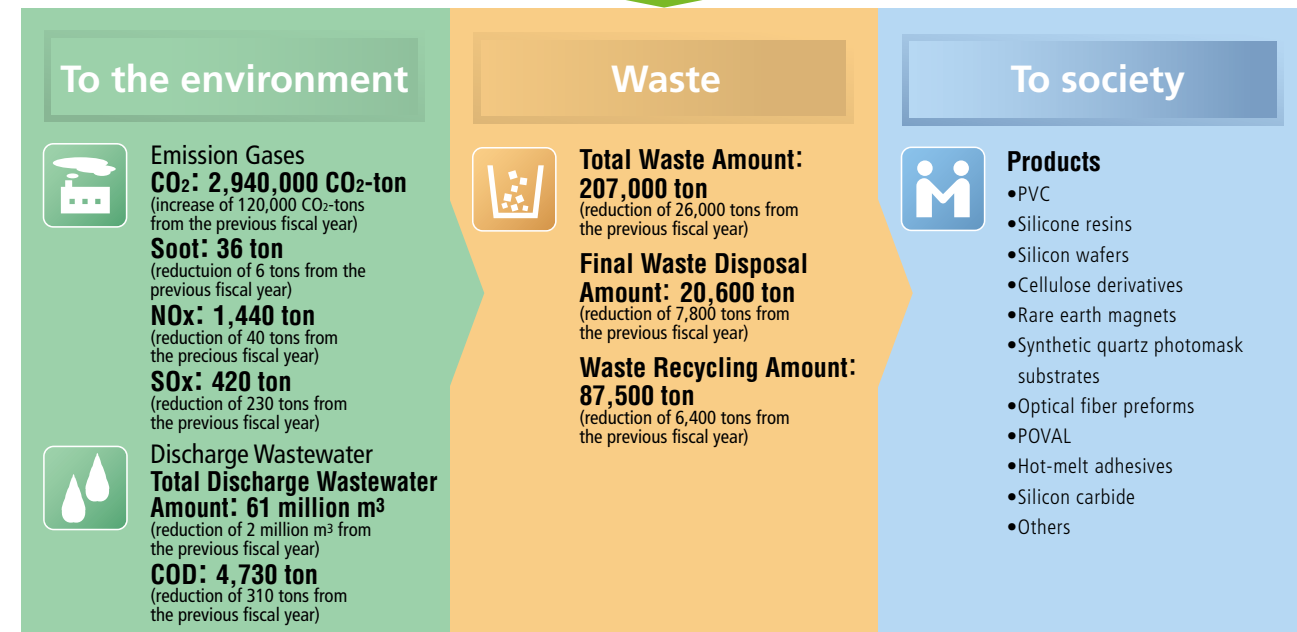 To the environment
Emission Gases
CO₂: 2,940,000 CO₂-ton
(increase of 120,000 CO₂-tons
from the previous fiscal year)
Soot: 36 ton
(reductuion of 6 tons from the
previous fiscal year)
NOx: 1,440 ton
(reduction of 40 tons from
the precious fiscal year)
SOx: 420 ton
(reduction of 230 tons from
the previous fiscal year)
Discharge Wastewater
Total Discharge Wastewater
Amount: 61 million m³
(reduction of 2 million m³ from
the previous fiscal year)
COD: 4,730 ton
(reduction of 310 tons from
the previous fiscal year)
Waste
Total Waste Amount:
207,000 ton
(reduction of 26,000 tons from
the previous fiscal year)
Final Waste Disposal
Amount: 20,600 ton
(reduction of 7,800 tons from
the previous fiscal year)
Waste Recycling Amount:
87,500 ton
(reduction of 6,400 tons from
the previous fiscal year)
To society
Products
•PVC
•Silicone resins
•Silicon wafers
•Cellulose derivatives
•Rare earth magnets
•Synthetic quartz photomask
substrates
•Optical fiber preforms
•POVAL
•Hot-melt adhesives
•Silicon carbide
•Others